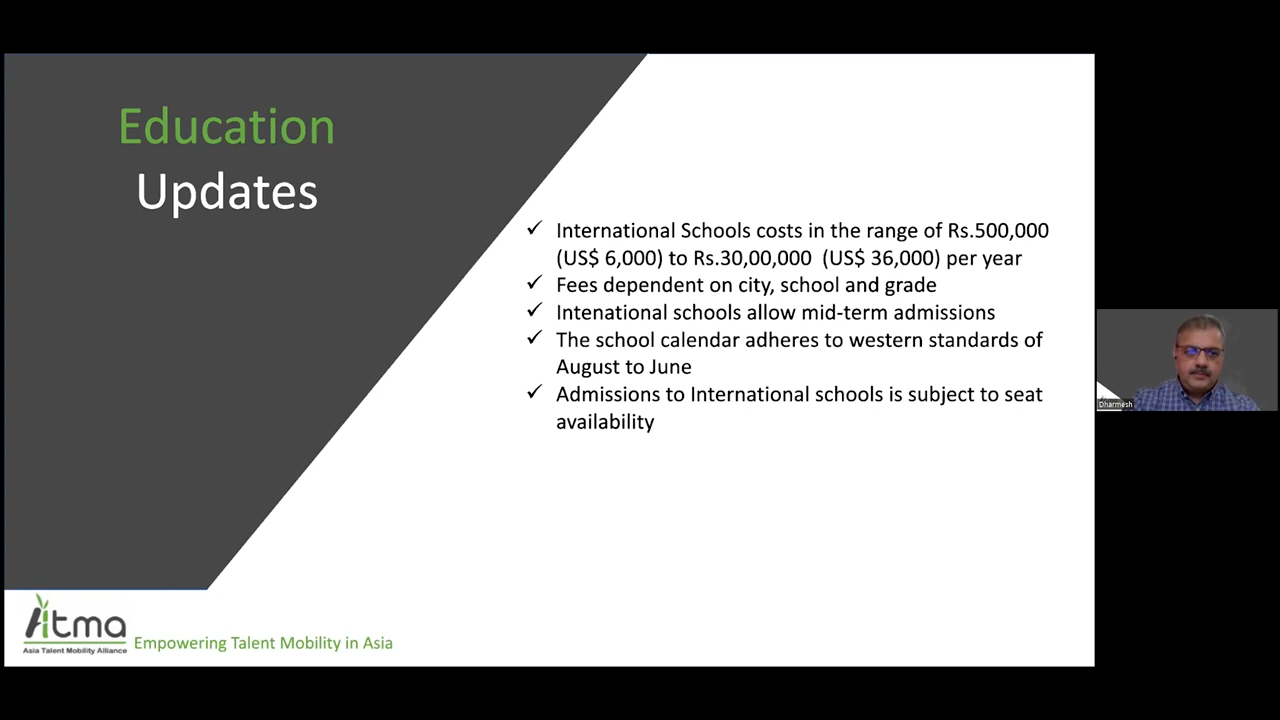 Education
Updates
✓ International Schools costs in the range of Rs.500,000
(US$ 6,000) to Rs.30,00,000 (US$ 36,000) per year
✓ Fees dependent on city, school and grade
✓ Intenational schools allow mid-term admissions
✓ The school calendar adheres to western standards of
August to June
✓ Admissions to International schools is subject to seat
availability
Dharmesh
Atma
Asia Talent Mobility Alliance
Empowering Talent Mobility in Asia